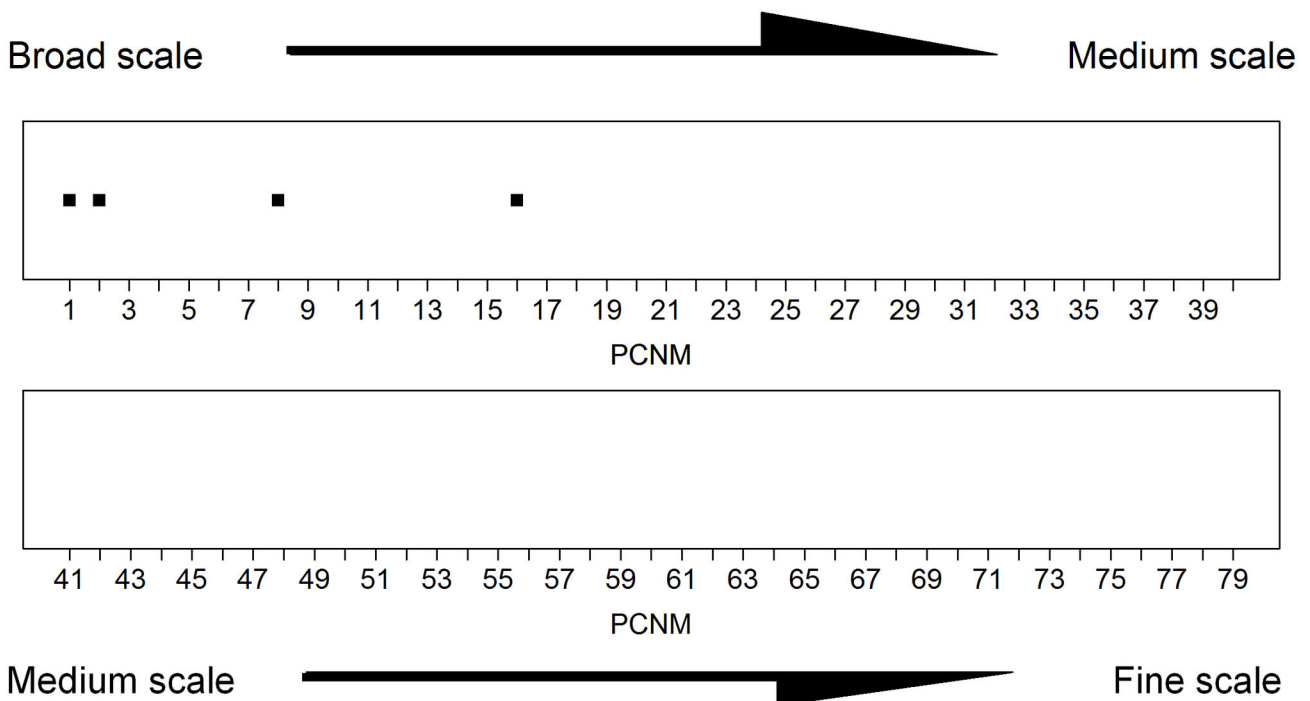 Broad scale Medium scale
1 3 5 7 9 11 13 15 17 19 21 23 25 27 29 31 33 35 37 39
PCNM
41 43 45 47 49 51 53 55 57 59 61 63 65 67 69 71 73 75 77 79
PCNM
Medium scale Fine scale